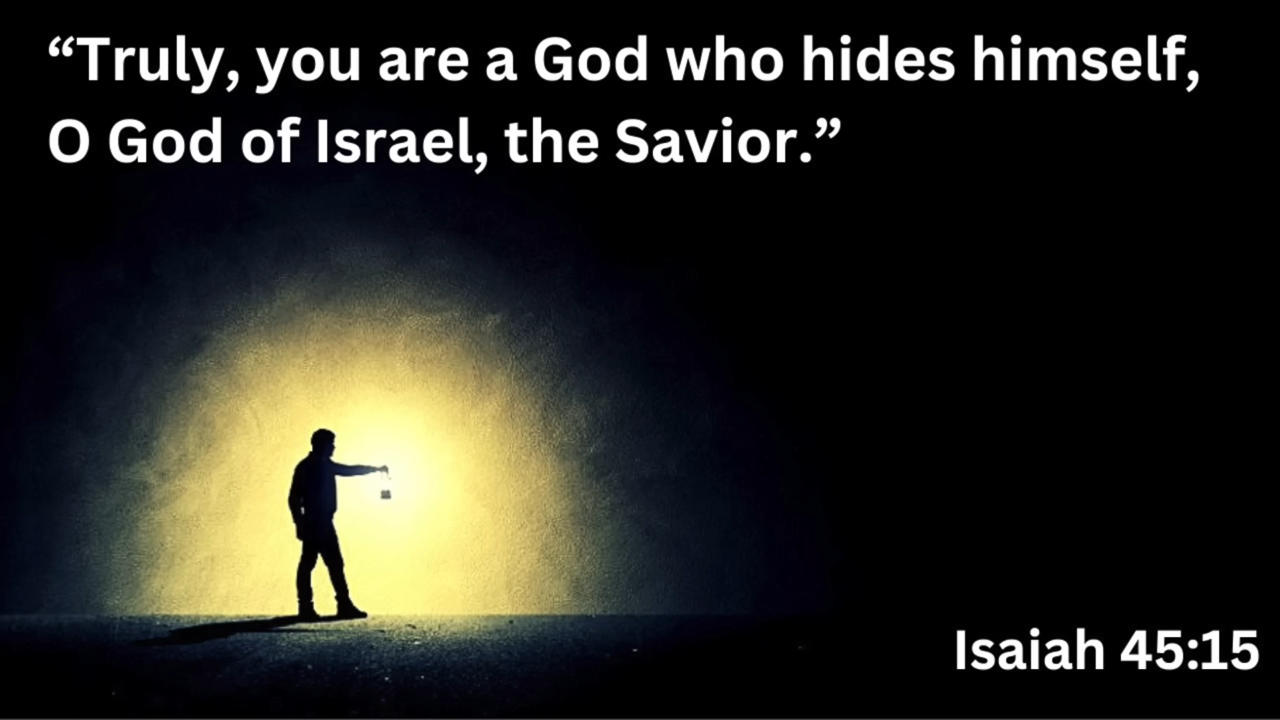 “Truly, you are a God who hides himself,
O God of Israel, the Savior.”
Isaiah 45:15